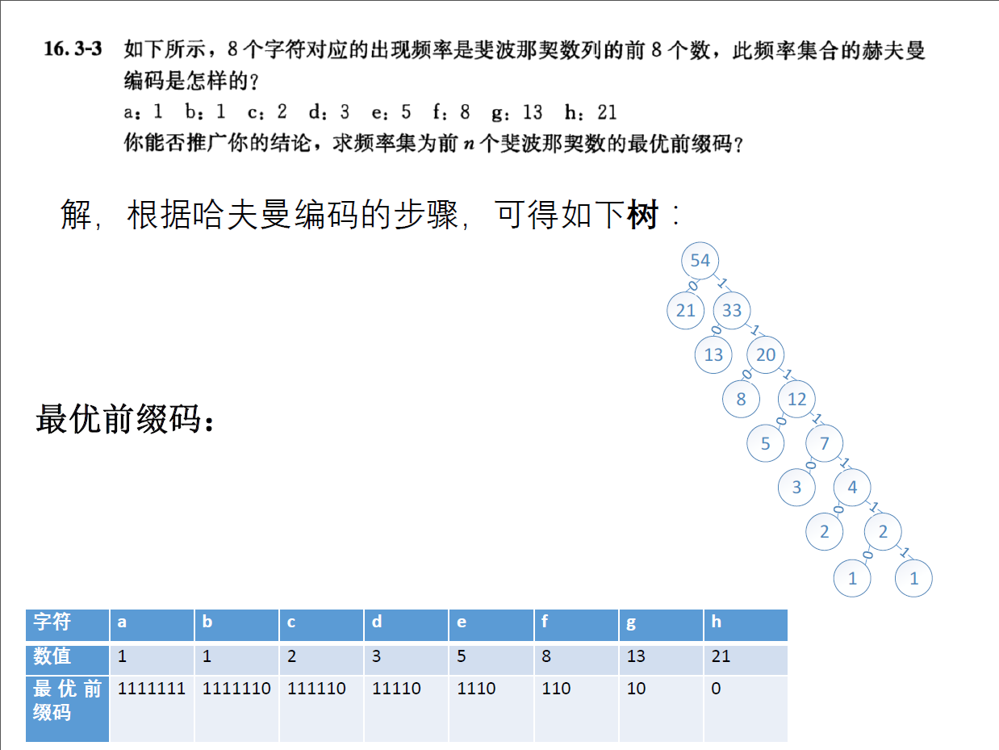 16.3-3 如下所示，8个字符对应的出现频率是斐波那契数列的前8个数，此频率集合的赫夫曼
编码是怎样的？
a：1 b：1 c：2 d：3 e：5 f：8 g：13 h：21
你能否推广你的结论，求频率集为前n个斐波那契数的最优前缀码？
解，根据哈夫曼编码的步骤，可得如下树：
54
0 1
21 33
0 1
13 20
0 1
8 12
0 1
5 7
0 1
3 4
0 1
2 2
0 1
1 1
最优前缀码：
字符 a b c d e f g h
数值 1 1 2 3 5 8 13 21
最优前 1111111 1111110 111110 11110 1110 110 10 0
缀码